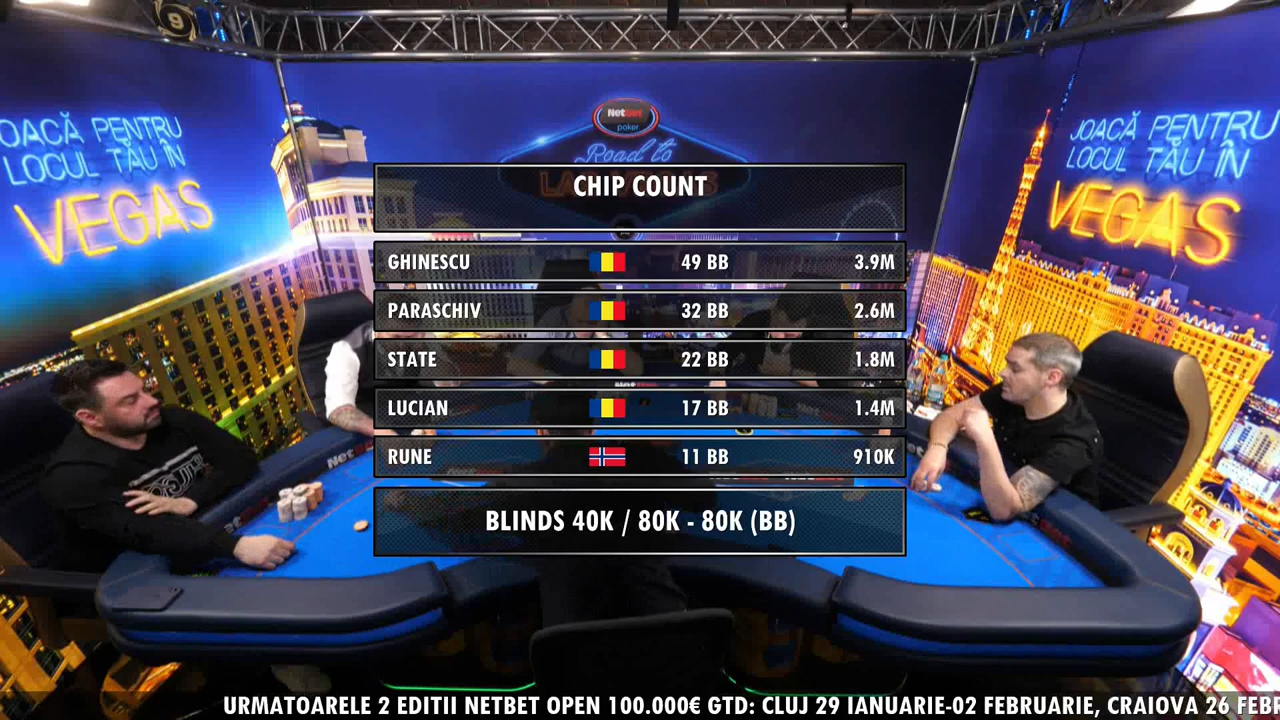 9
OACĂ PENTRU
LOCUL TĂU ÎN
VEGAS
NetBet
poker
Road to
JOACĂ PENTRU
LOCUL TĂU ÎN
VEGAS
CHIP COUNT
GHINESCU 49 BB 3.9M
PARASCHIV 32 BB 2.6M
STATE 22 BB 1.8M
LUCIAN 17 BB 1.4M
RUNE 11 BB 910K
BLINDS 40K / 80K - 80K (BB)
URMATOARELE 2 EDITII NETBET OPEN 100.000€ GTD: CLUJ 29 IANUARIE-02 FEBRUARIE, CRAIOVA 26 FEBR